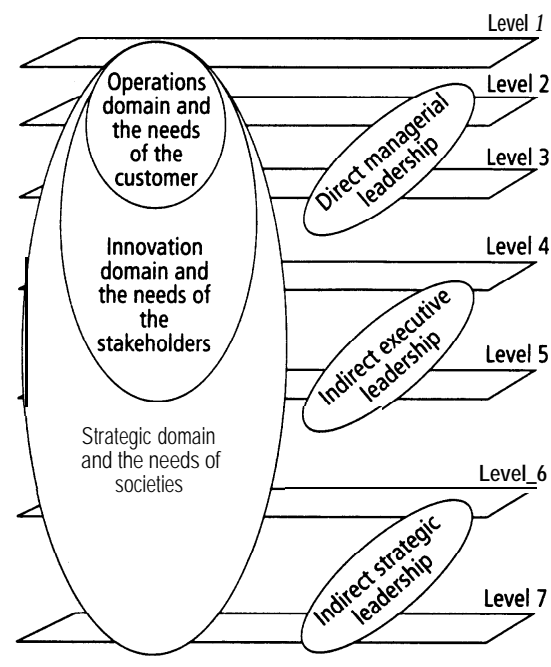 Level 1
Level 2
Level 3
Level 4
Level 5
Level_6
Level 7
Operations
domain and
the needs
of the
customer
Innovation
domain and
the needs of
the
stakeholders
Strategic domain
and the needs of
societies
Direct managerial
leadership
Indirect executive
leadership
Indirect strategic
leadership